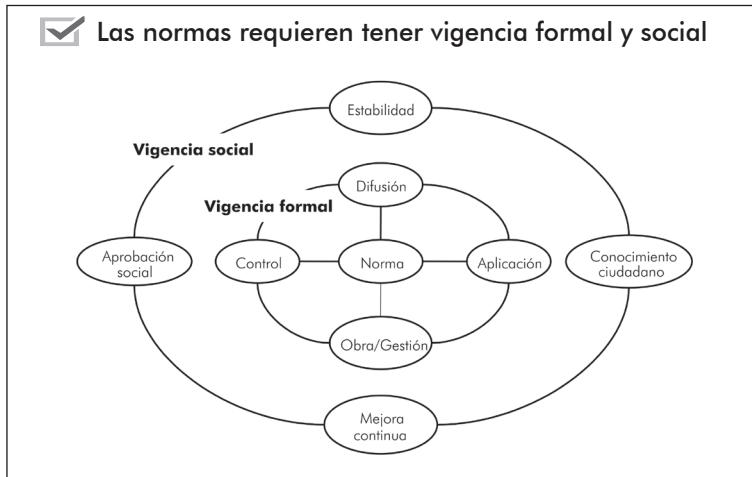 Las normas requieren tener vigencia formal y social
Estabilidad
Vigencia social
Difusión
Vigencia formal
Aprobación
social
Control
Norma
Aplicación
Conocimiento
ciudadano
Obra/Gestión
Mejora
continua